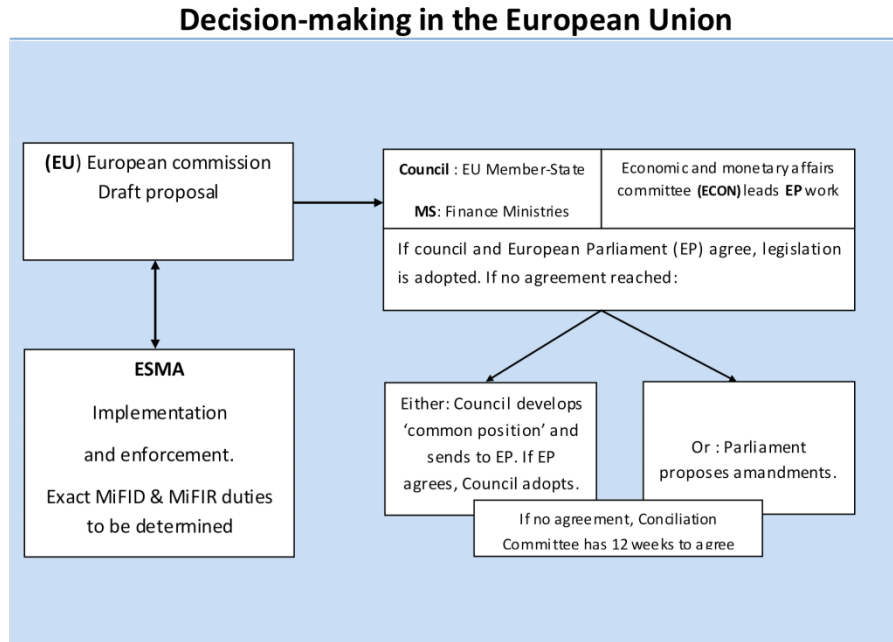 Decision-making in the European Union
(EU) European commission
Draft proposal
Council : EU Member-State
MS: Finance Ministries
Economic and monetary affairs
committee (ECON) leads EP work
If council and European Parliament (EP) agree, legislation
is adopted. If no agreement reached:
ESMA
Implementation
and enforcement.
Exact MiFID & MiFIR duties
to be determined
Either: Council develops
‘common position’ and
sends to EP. If EP
agrees, Council adopts.
Or : Parliament
proposes amandments.
If no agreement, Conciliation
Committee has 12 weeks to agree